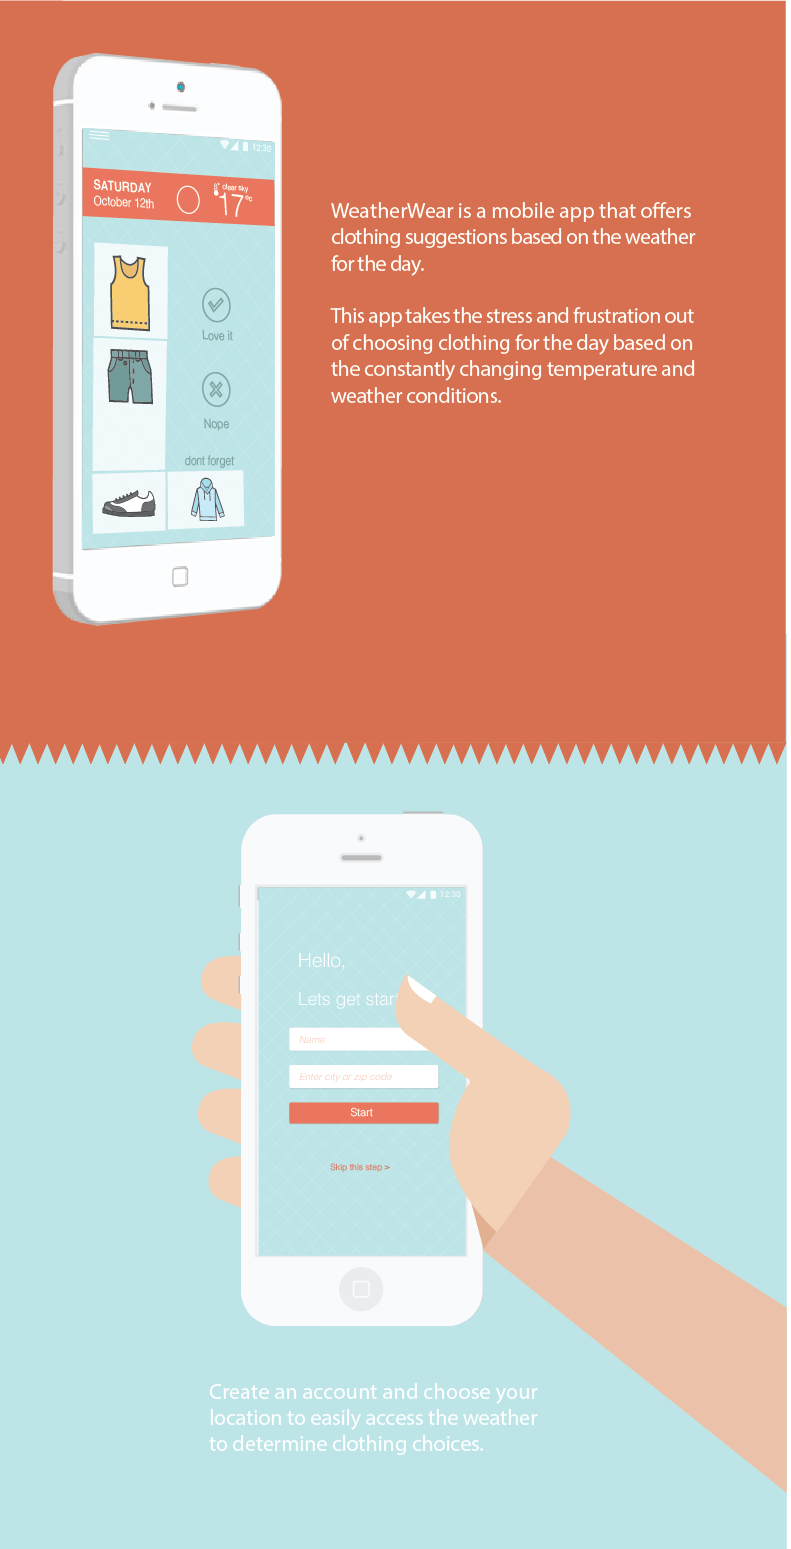 12:30
SATURDAY
October 12th
8° clear sky
17°c
Love it
Nope
dont forget
WeatherWear is a mobile app that offers
clothing suggestions based on the weather
for the day.
This app takes the stress and frustration out
of choosing clothing for the day based on
the constantly changing temperature and
weather conditions.
12:30
Hello,
Lets get star
Name
Enter city or zip code
Start
Skip this step >
Create an account and choose your
location to easily access the weather
to determine clothing choices.